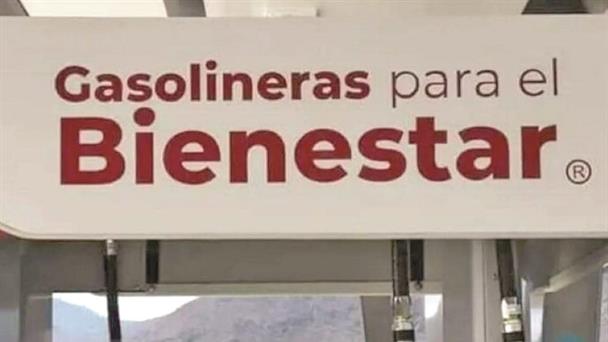 Gasolineras para el
Bienestar ®